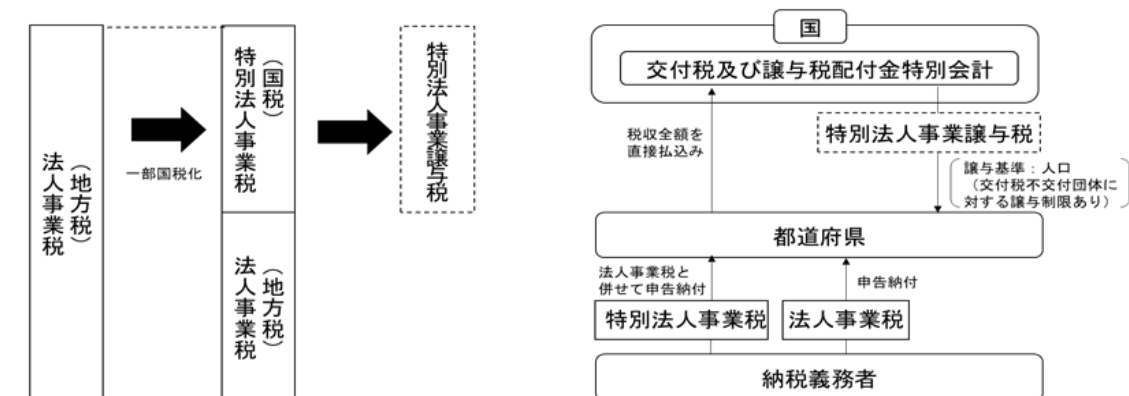 法人事業税
（地方税）
一部国税化
特別法人事業税
（国税）
法人事業税
（地方税）
特別法人事業譲与税
国
交付税及び譲与税配付金特別会計
税収全額を
直接払込み
特別法人事業譲与税
譲与基準：人口
（交付税不交付団体に
対する譲与制限あり）
都道府県
法人事業税と
併せて申告納付
申告納付
特別法人事業税
法人事業税
納税義務者